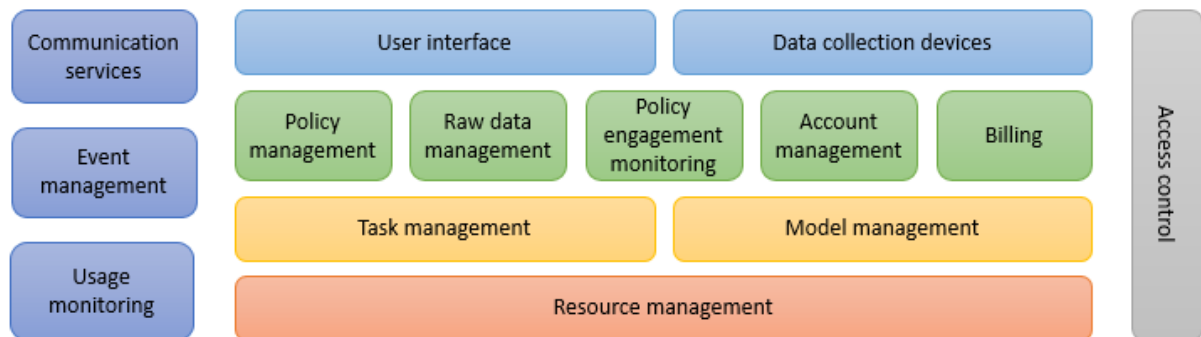 Communication
services
User interface
Data collection devices
Policy
management
Raw data
management
Policy
engagement
monitoring
Account
management
Billing
Access control
Event
management
Task management
Model management
Usage
monitoring
Resource management